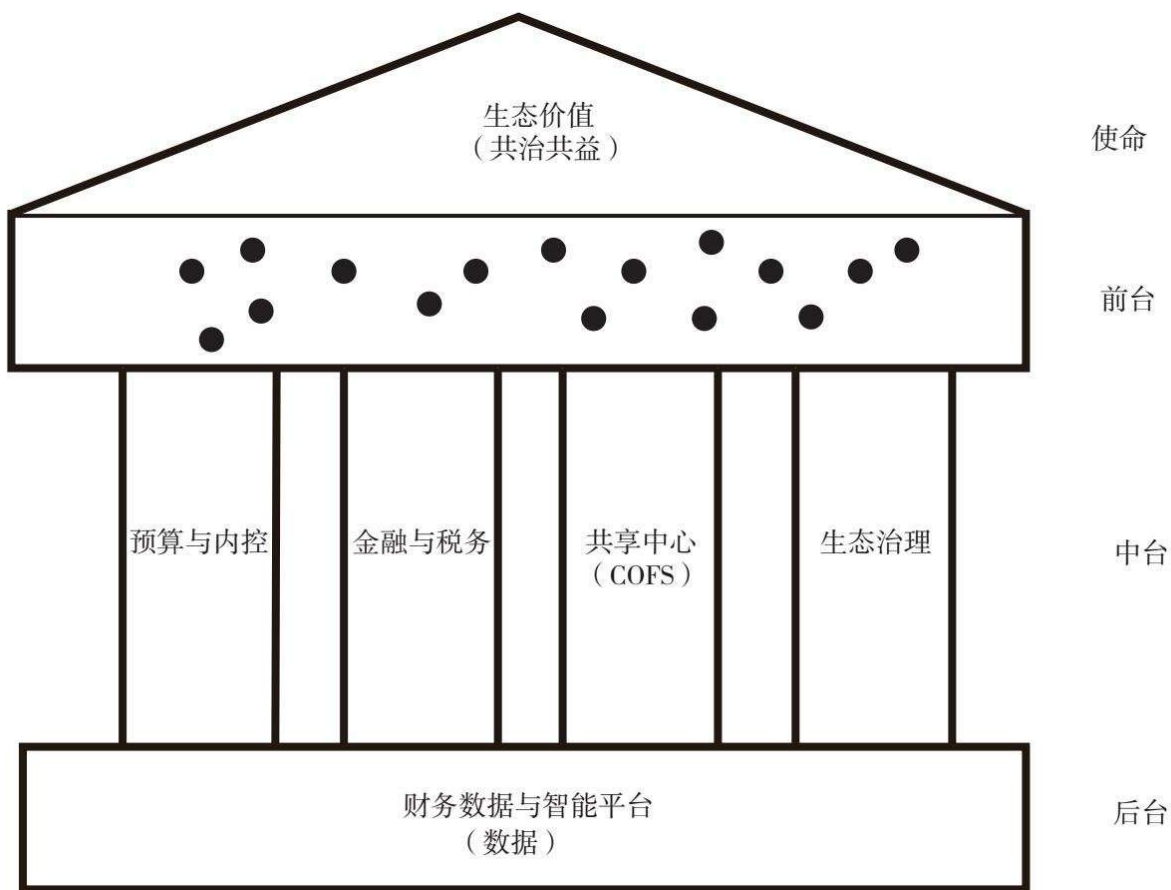 生态价值
（共治共益）
使命
前台
预算与内控
金融与税务
共享中心
（COFS）
生态治理
中台
财务数据与智能平台
（数据）
后台